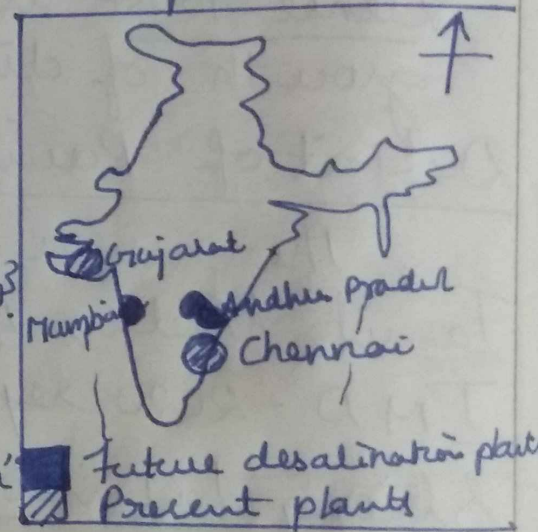 Gujarat
Mumbai
Andhra Pradesh
Chennai
Future desalination plant
Present plants